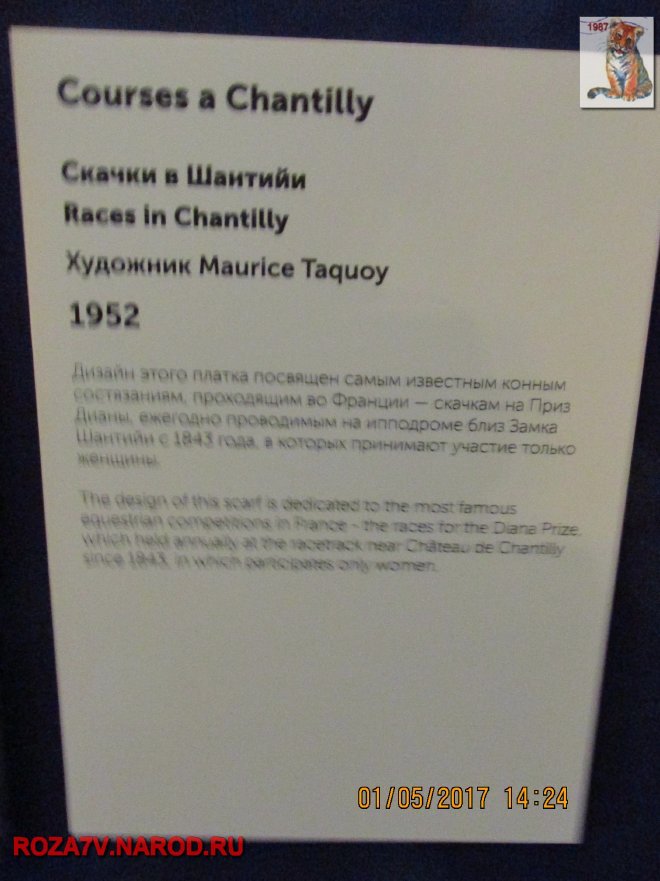 1987
Courses a Chantilly
Скачки в Шантийи
Races in Chantilly
Художник Maurice Taquoy
1952
Дизайн этого платка посвящен самым известным конным
состязаниям, проходящим во Франции — скачкам на Приз
Дианы, ежегодно проводимым на ипподроме близ Замка
Шантийи с 1843 года, в которых принимают участие только
женщины.
The design of this scarf is dedicated to the most famous
equestrian competitions in France - the races for the Diana Prize,
which held annually at the racetrack near Château de Chantilly
since 1843, in which participates only women.
01/05/2017 14:24
ROZA7V.NAROD.RU